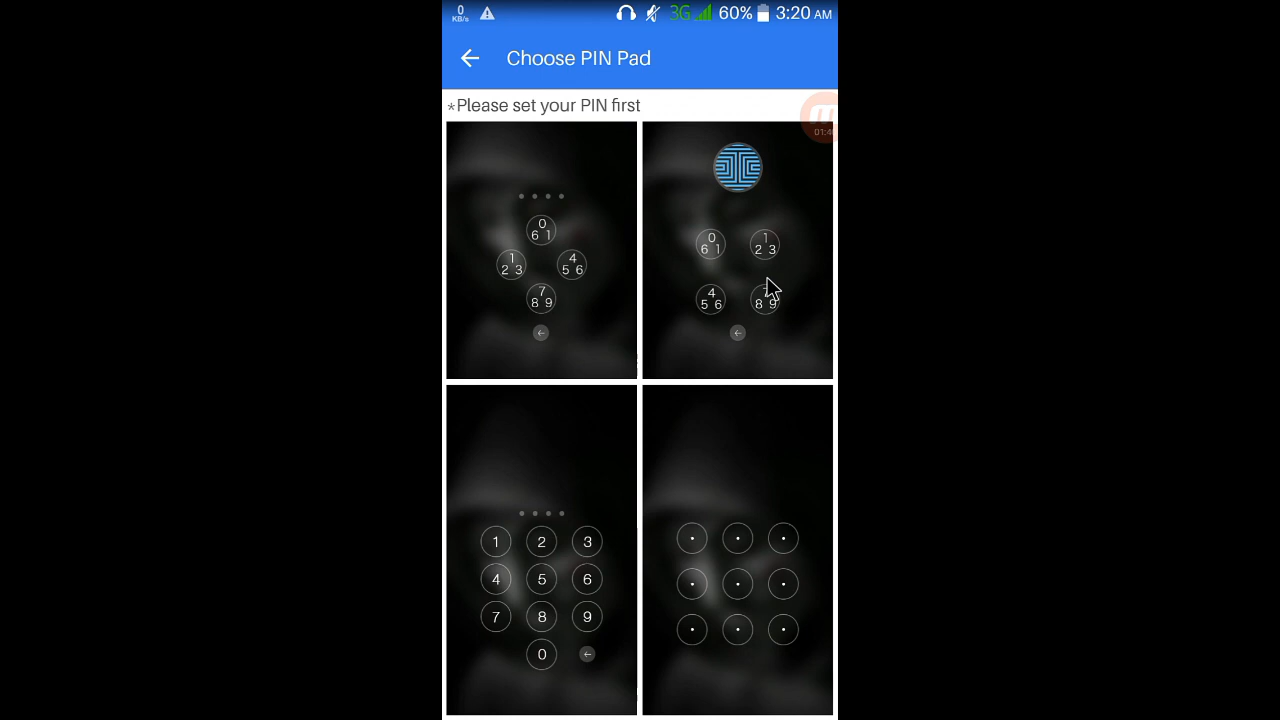 0
KB/s
3G
60%
3:20 AM
Choose PIN Pad
*Please set your PIN first
0
6 1
1
2 3
4
5 6
7
8 9
0
6 1
1
2 3
4
5 6
8 9
1 2 3
4 5 6
7 8 9
0